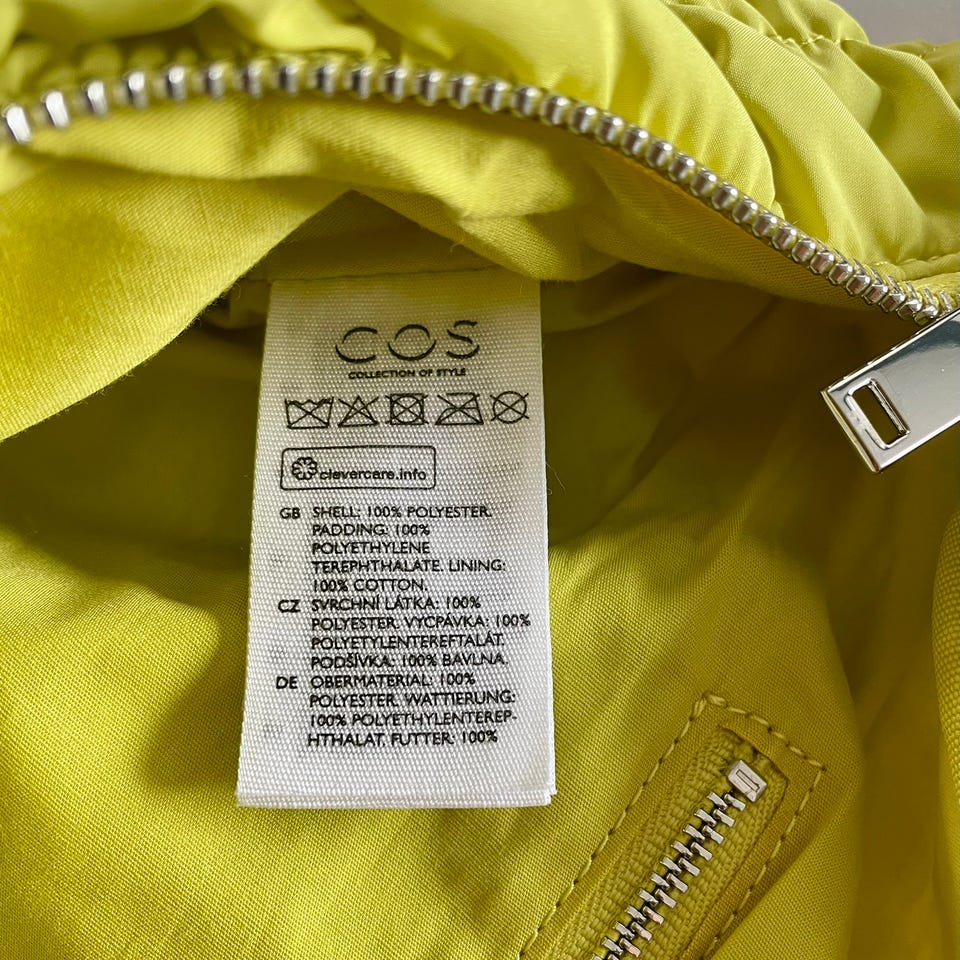 COS
COLLECTION OF STYLE
clevercare.info
GB SHELL: 100% POLYESTER.
PADDING: 100%
POLYETHYLENE
TEREPHTHALATE. LINING:
100% COTTON.
CZ SVRCHNÍ LÁTKA: 100%
POLYESTER. VYCPÁVKA: 100%
POLYETYLENTEREFTALÁT.
PODŠÍVKA: 100% BAVLNA.
DE OBERMATERIAL: 100%
POLYESTER. WATTIERUNG:
100% POLYETHYLENTEREP-
HTHALAT. FUTTER: 100%